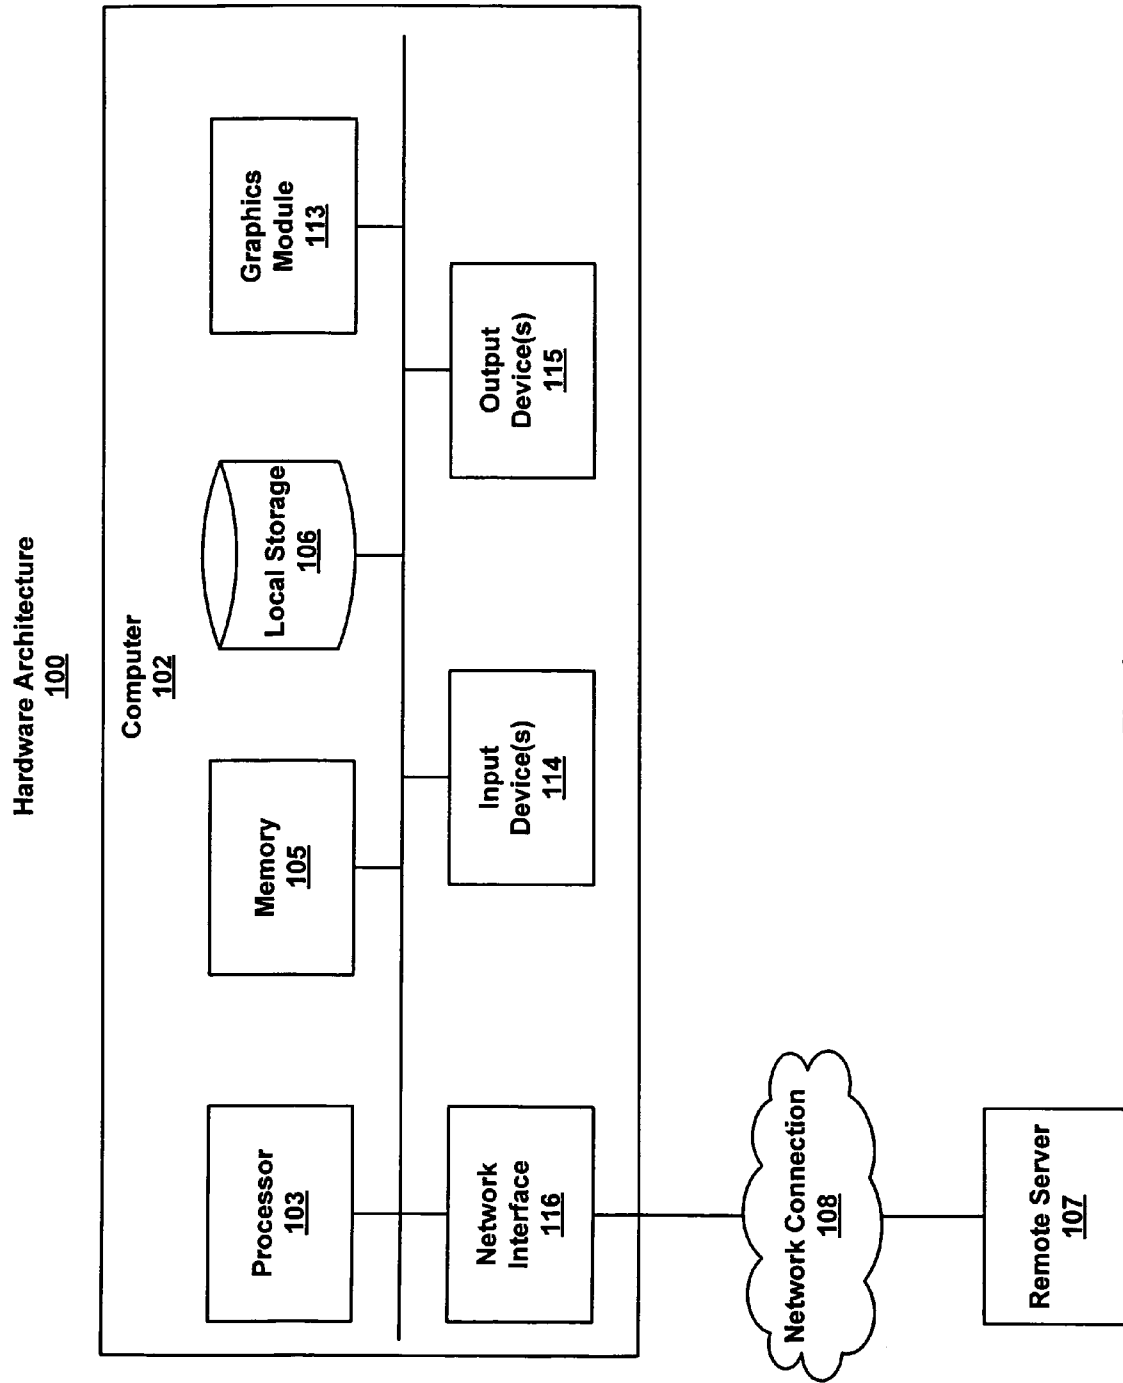 Hardware Architecture
100
Computer
102
Processor
103
Memory
105
Local Storage
106
Graphics
Module
113
Network
Interface
116
Input
Device(s)
114
Output
Device(s)
115
Network Connection
108
Remote Server
107